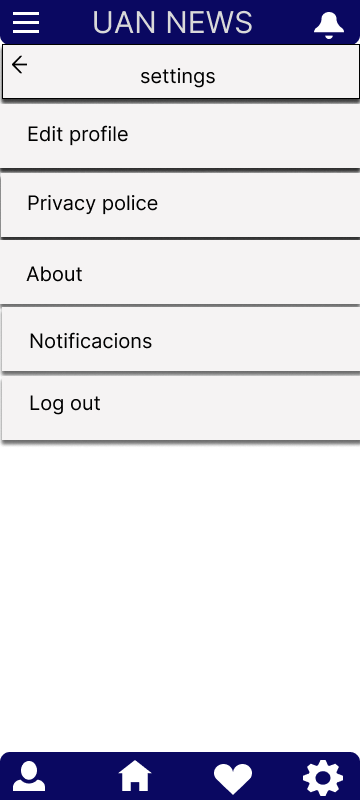 UAN NEWS
settings
Edit profile
Privacy police
About
Notificacions
Log out